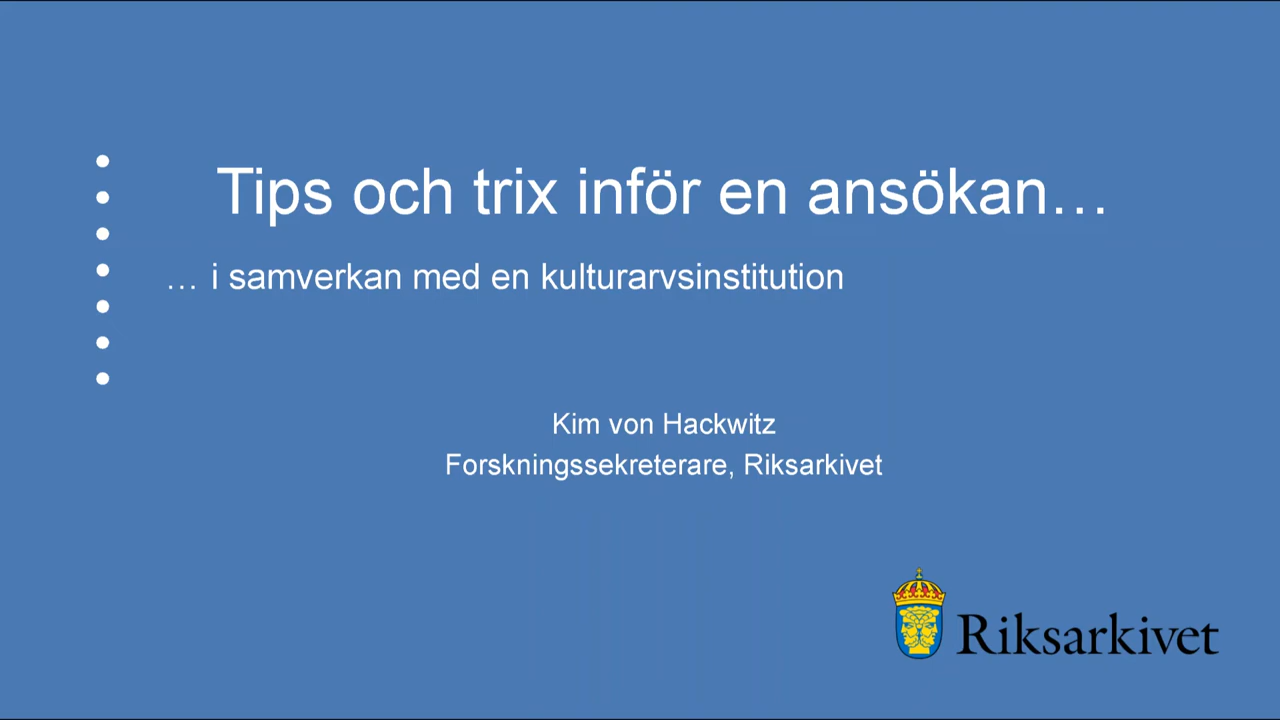 Tips och trix inför en ansökan…
… i samverkan med en kulturarvsinstitution
Kim von Hackwitz
Forskningssekreterare, Riksarkivet
Riksarkivet